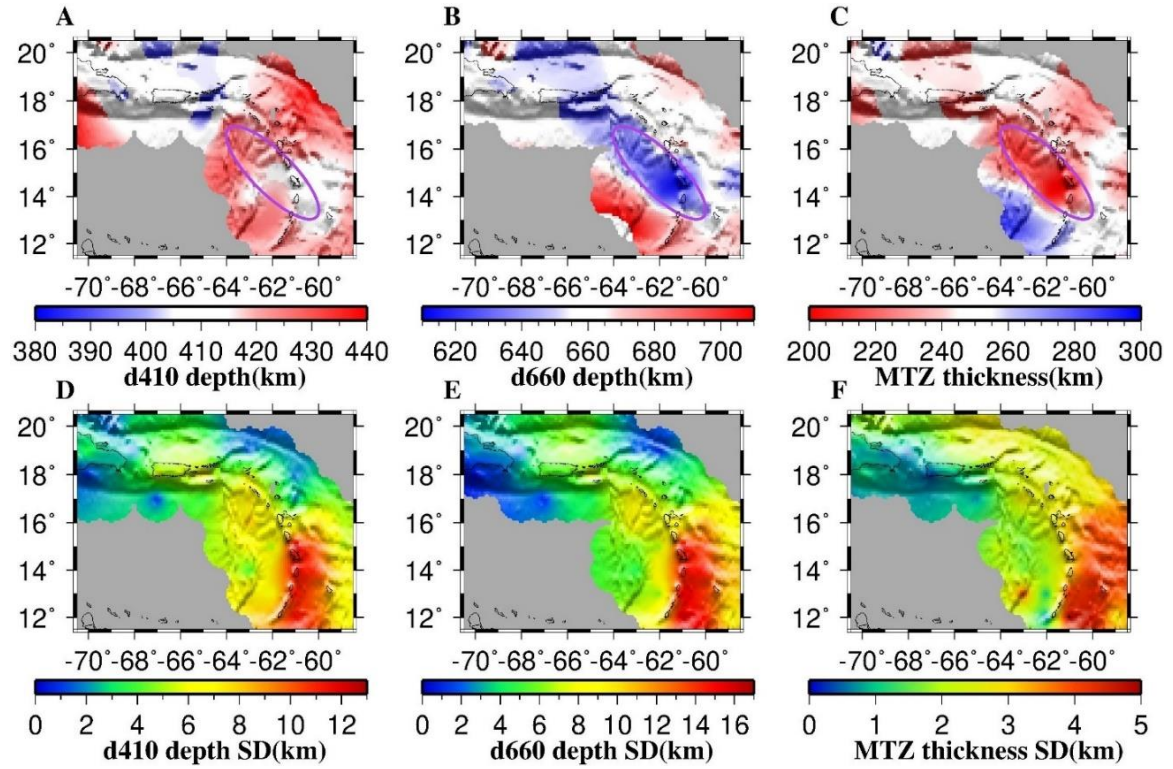 A B C
20° 20° 20°
18° 18° 18°
16° 16° 16°
14° 14° 14°
12° 12° 12°
-70° -68° -66° -64° -62° -60° -70° -68° -66° -64° -62° -60° -70° -68° -66° -64° -62° -60°
380 390 400 410 420 430 440 620 640 660 680 700 200 220 240 260 280 300
d410 depth(km) d660 depth(km) MTZ thickness(km)
D E F
20° 20° 20°
18° 18° 18°
16° 16° 16°
14° 14° 14°
12° 12° 12°
-70° -68° -66° -64° -62° -60° -70° -68° -66° -64° -62° -60° -70° -68° -66° -64° -62° -60°
0 2 4 6 8 10 12 0 2 4 6 8 10 12 14 16 0 1 2 3 4 5
d410 depth SD(km) d660 depth SD(km) MTZ thickness SD(km)